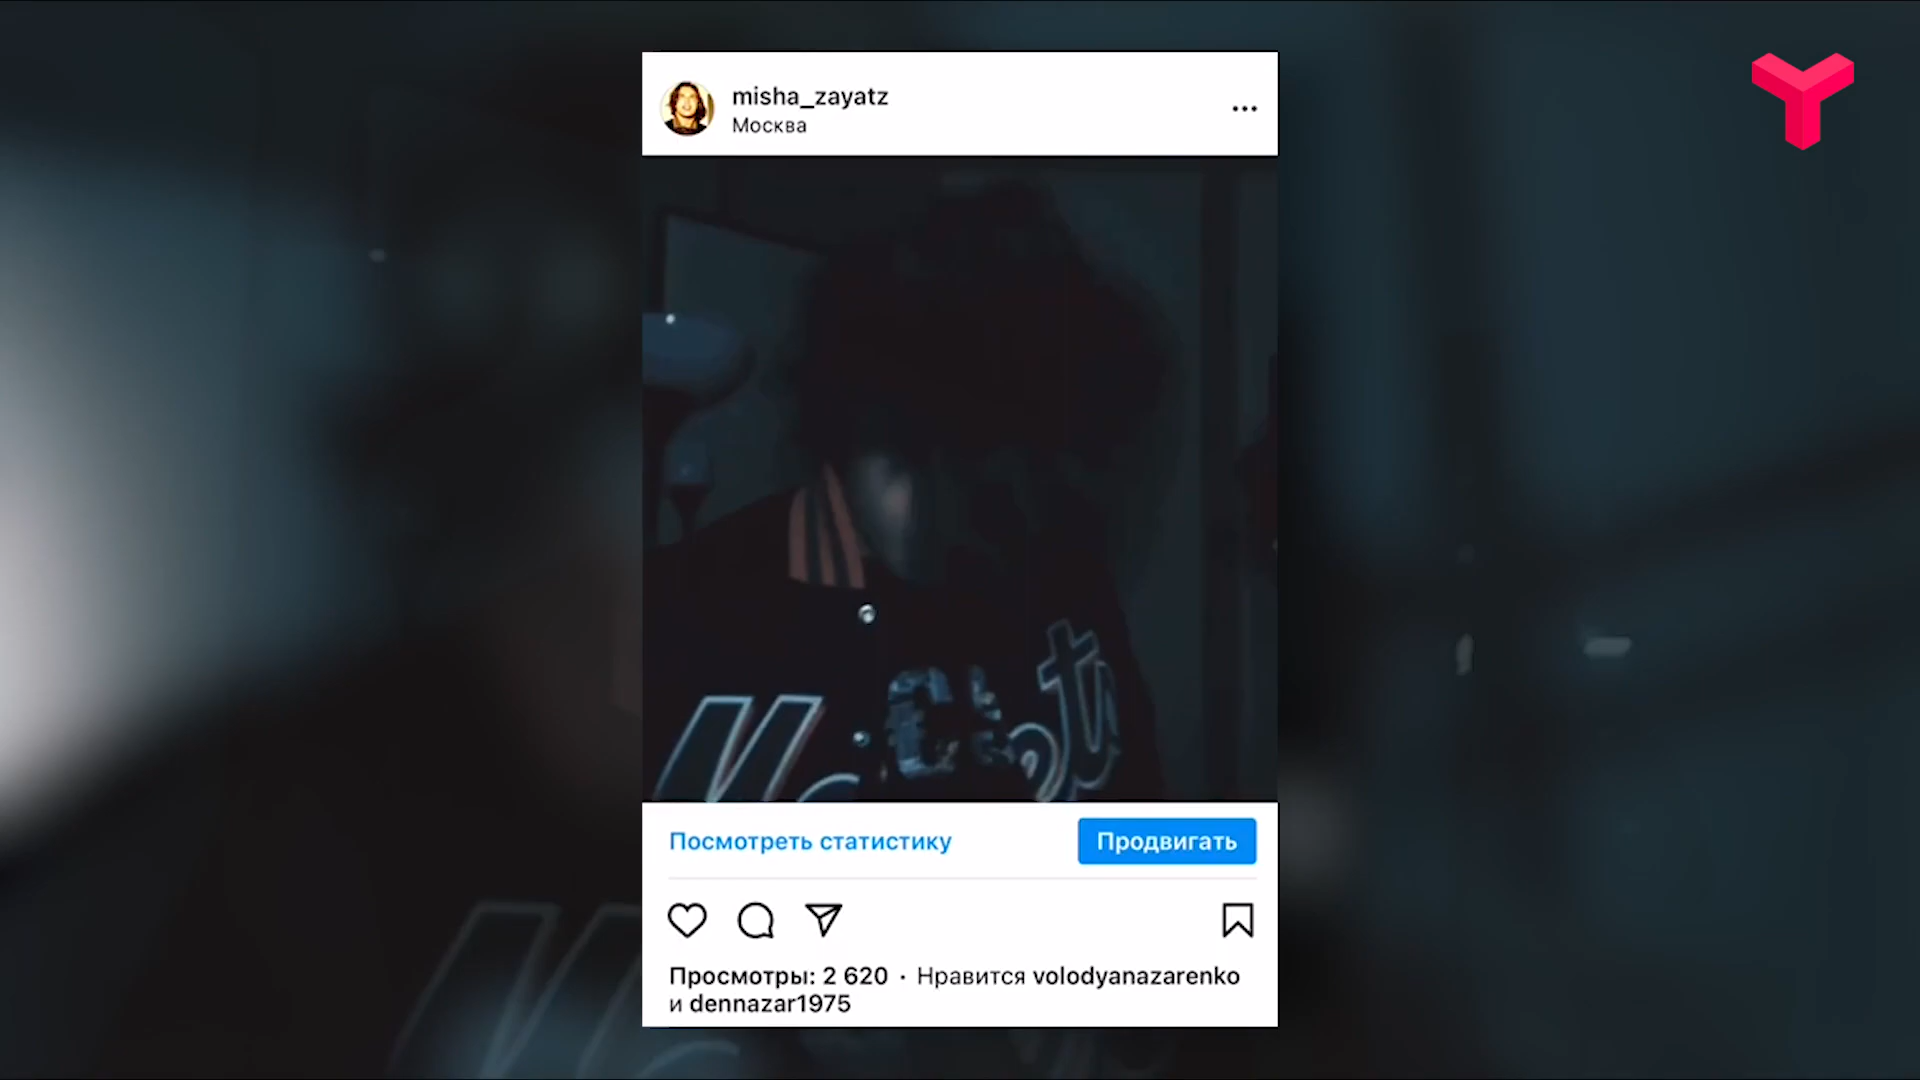 misha_zayatz
Москва
Посмотреть статистику
Продвигать
Просмотры: 2 620 · Нравится volodyanazarenko
и dennazar1975